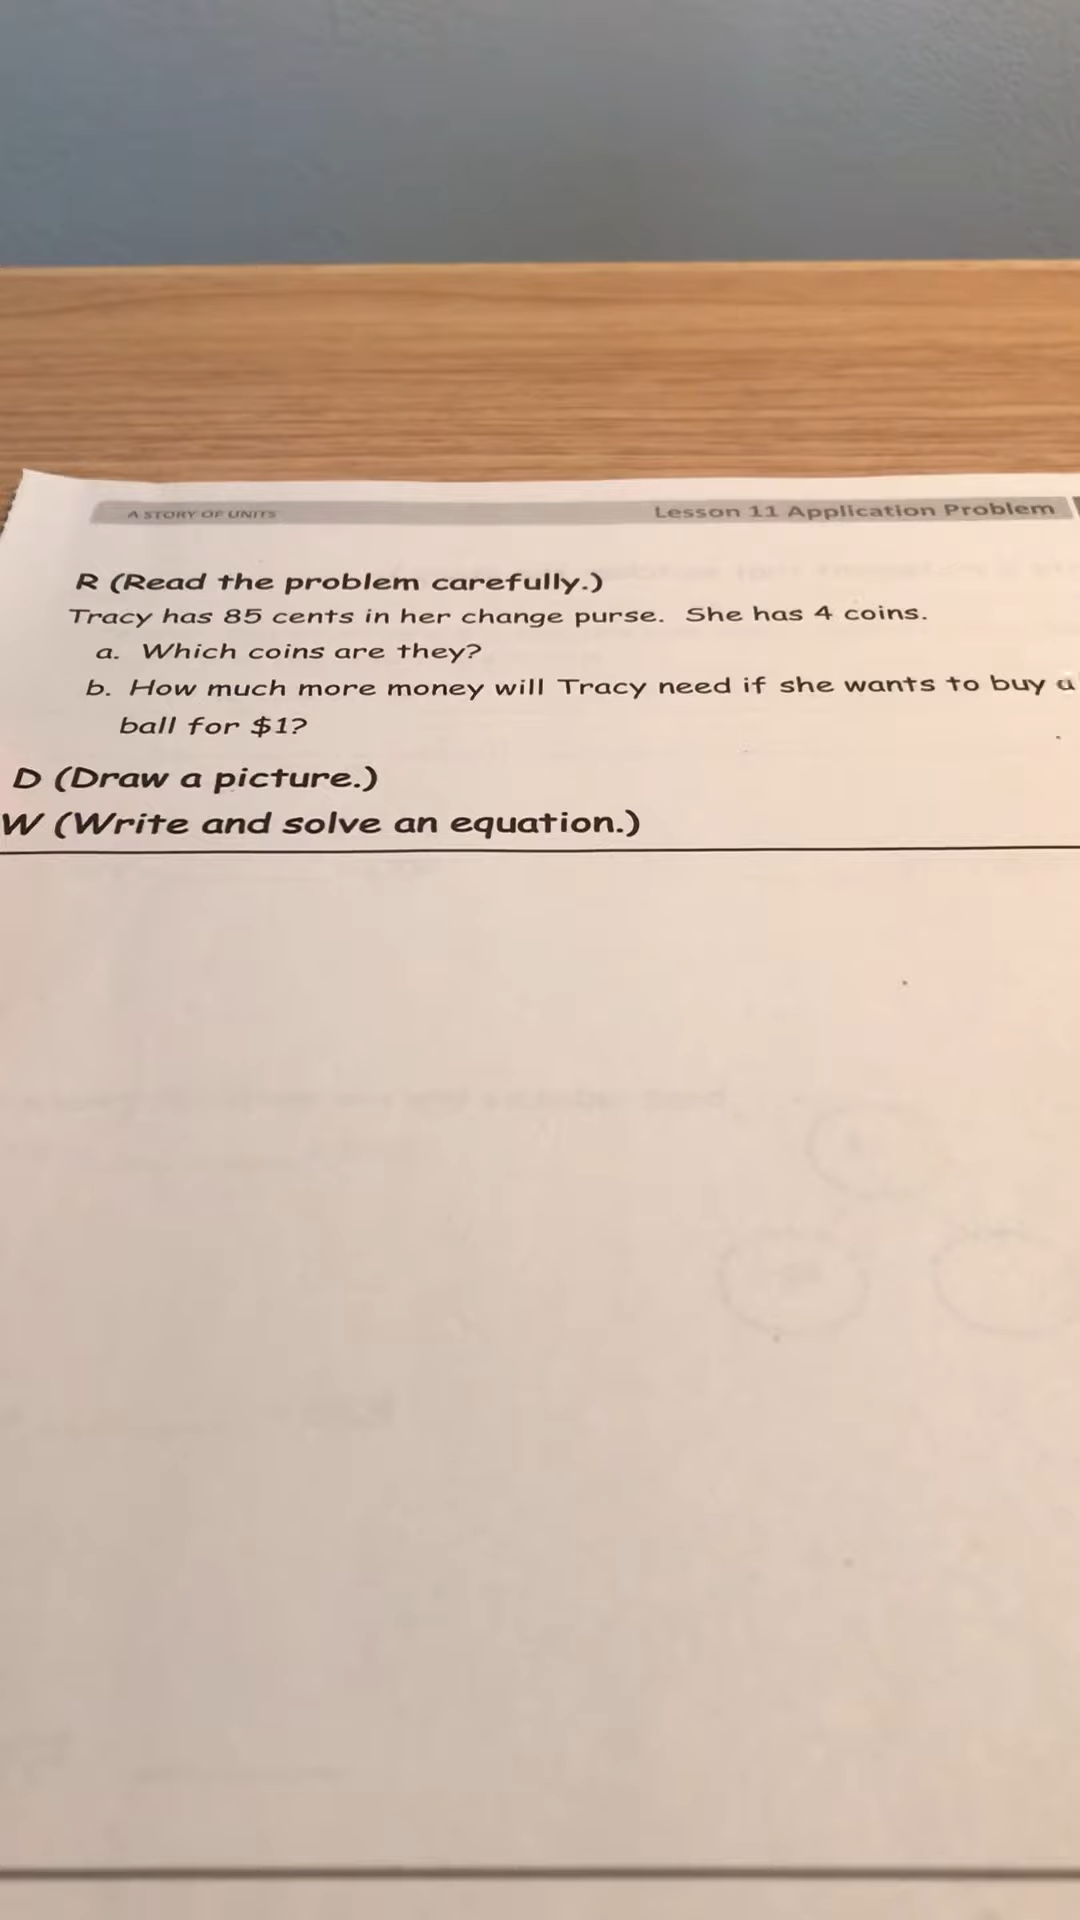 A STORY OF UNITS
Lesson 11 Application Problem
R (Read the problem carefully.)
Tracy has 85 cents in her change purse. She has 4 coins.
a. Which coins are they?
b. How much more money will Tracy need if she wants to buy a
ball for $1?
D (Draw a picture.)
W (Write and solve an equation.)